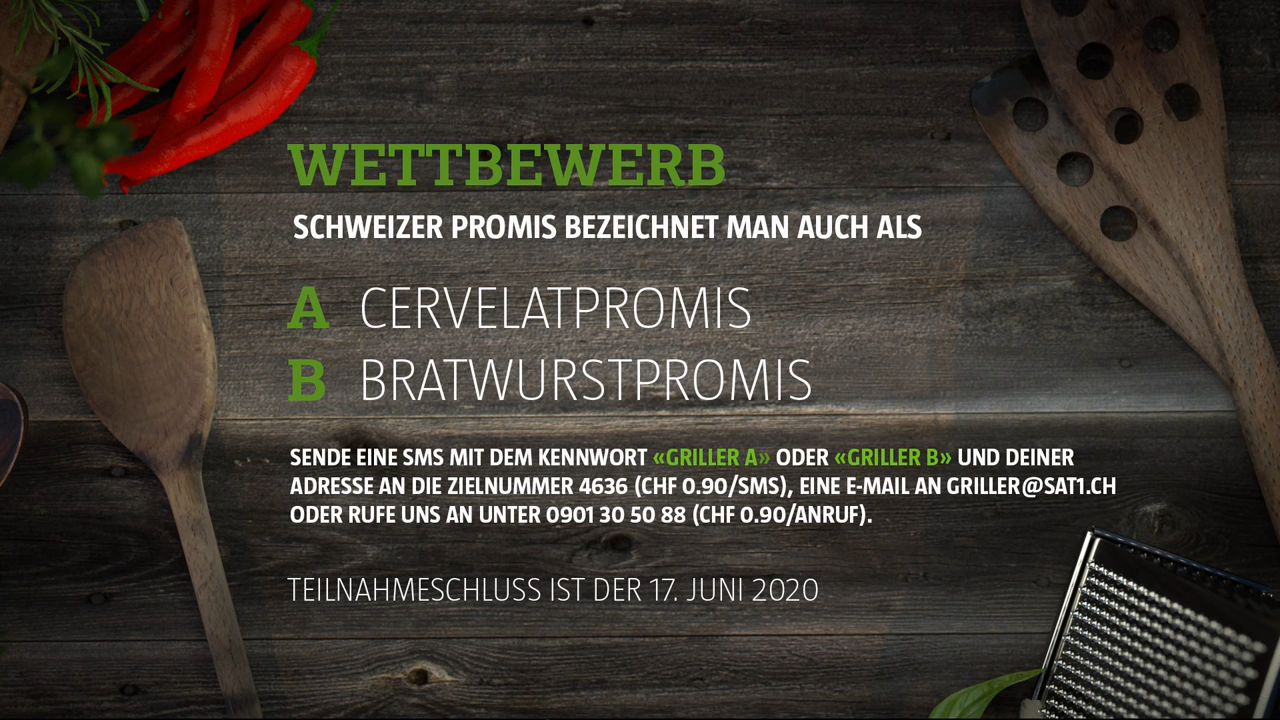 WETTBEWERB
SCHWEIZER PROMIS BEZEICHNET MAN AUCH ALS
A CERVELATPROMIS
B BRATWURSTPROMIS
SENDE EINE SMS MIT DEM KENNWORT «GRILLER A» ODER «GRILLER B» UND DEINER
ADRESSE AN DIE ZIELNUMMER 4636 (CHF 0.90/SMS), EINE E-MAIL AN GRILLER@SAT1.CH
ODER RUFE UNS AN UNTER 0901 30 50 88 (CHF 0.90/ANRUF).
TEILNAHMESCHLUSS IST DER 17. JUNI 2020